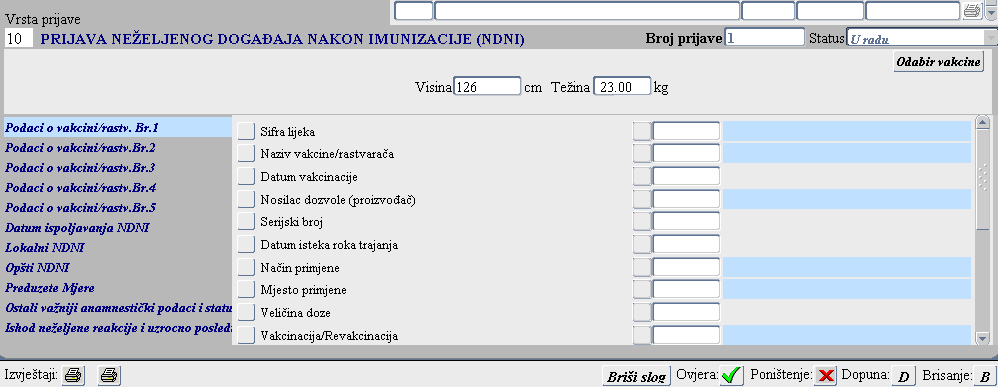 Vrsta prijave
10 PRIJAVA NEŽELJENOG DOGAĐAJA NAKON IMUNIZACIJE (NDNI) Broj prijave 1 Status U radu
Odabir vakcine
Visina 126 cm Težina 23.00 kg
Podaci o vakcini/rastv. Br.1
Podaci o vakcini/rastv.Br.2
Podaci o vakcini/rastv.Br.3
Podaci o vakcini/rastv.Br.4
Podaci o vakcini/rastv.Br.5
Datum ispoljavanja NDNI
Lokalni NDNI
Opšti NDNI
Preduzete Mjere
Ostali važniji anamnestički podaci i statu
Ishod neželjene reakcije i uzrocno posled
Sifra lijeka
Naziv vakcine/rastvarača
Datum vakcinacije
Nosilac dozvole (proizvođač)
Serijski broj
Datum isteka roka trajanja
Način primjene
Mjesto primjene
Veličina doze
Vakcinacija/Revakcinacija
Izvještaji: Briši slog Ovjera: Poništenje: Dopuna: D Brisanje: B